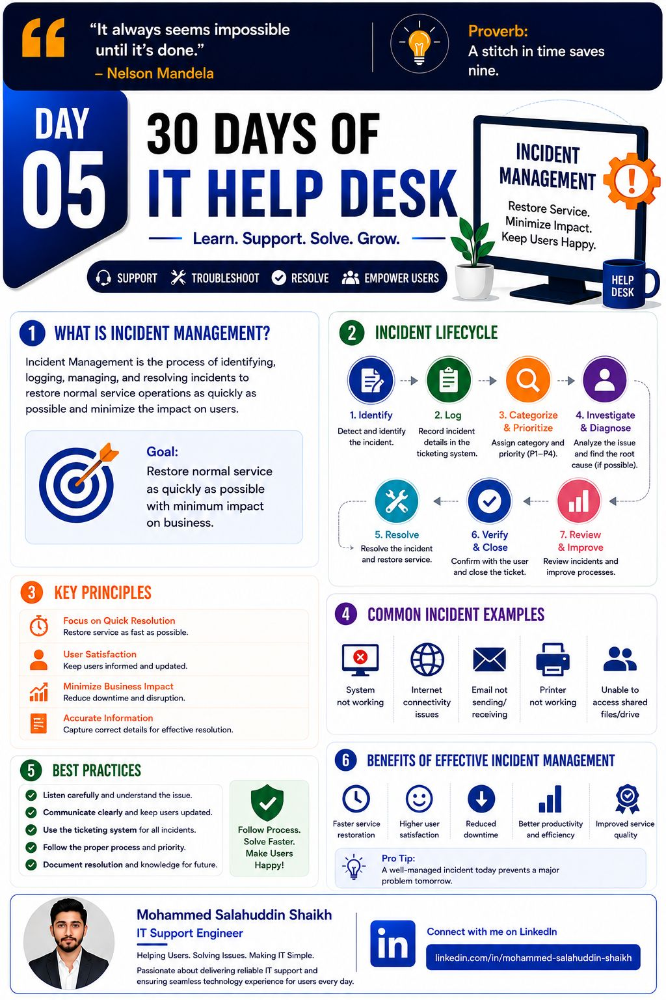 “It always seems impossible
until it’s done.”
– Nelson Mandela
Proverb:
A stitch in time saves
nine.
DAY
05
30 DAYS OF
IT HELP DESK
Learn. Support. Solve. Grow.
SUPPORT
TROUBLESHOOT
RESOLVE
EMPOWER USERS
INCIDENT
MANAGEMENT
Restore Service.
Minimize Impact.
Keep Users Happy.
!
HELP
DESK
1 WHAT IS INCIDENT MANAGEMENT?
Incident Management is the process of identifying,
logging, managing, and resolving incidents to
restore normal service operations as quickly as
possible and minimize the impact on users.
Goal:
Restore normal service
as quickly as possible
with minimum impact
on business.
2 INCIDENT LIFECYCLE
1. Identify
Detect and identify
the incident.
2. Log
Record incident
details in the
ticketing system.
3. Categorize
& Prioritize
Assign category and
priority (P1–P4).
4. Investigate
& Diagnose
Analyze the issue
and find the root
cause (if possible).
5. Resolve
Resolve the incident
and restore service.
6. Verify
& Close
Confirm with the user
and close the ticket.
7. Review
& Improve
Review incidents and
improve processes.
3 KEY PRINCIPLES
Focus on Quick Resolution
Restore service as fast as possible.
User Satisfaction
Keep users informed and updated.
Minimize Business Impact
Reduce downtime and disruption.
Accurate Information
Capture correct details for effective resolution.
4 COMMON INCIDENT EXAMPLES
System
not working
Internet
connectivity
issues
Email not
sending/
receiving
Printer
not working
Unable to
access shared
files/drive
5 BEST PRACTICES
Listen carefully and understand the issue.
Communicate clearly and keep users updated.
Use the ticketing system for all incidents.
Follow the proper process and priority.
Document resolution and knowledge for future.
Follow Process.
Solve Faster.
Make Users
Happy!
6 BENEFITS OF EFFECTIVE INCIDENT MANAGEMENT
Faster service
restoration
Higher user
satisfaction
Reduced
downtime
Better productivity
and efficiency
Improved service
quality
Pro Tip:
A well-managed incident today prevents a major
problem tomorrow.
Mohammed Salahuddin Shaikh
IT Support Engineer
Helping Users. Solving Issues. Making IT Simple.
Passionate about delivering reliable IT support and
ensuring seamless technology experience for users every day.
in
Connect with me on LinkedIn
linkedin.com/in/mohammed-salahuddin-shaikh